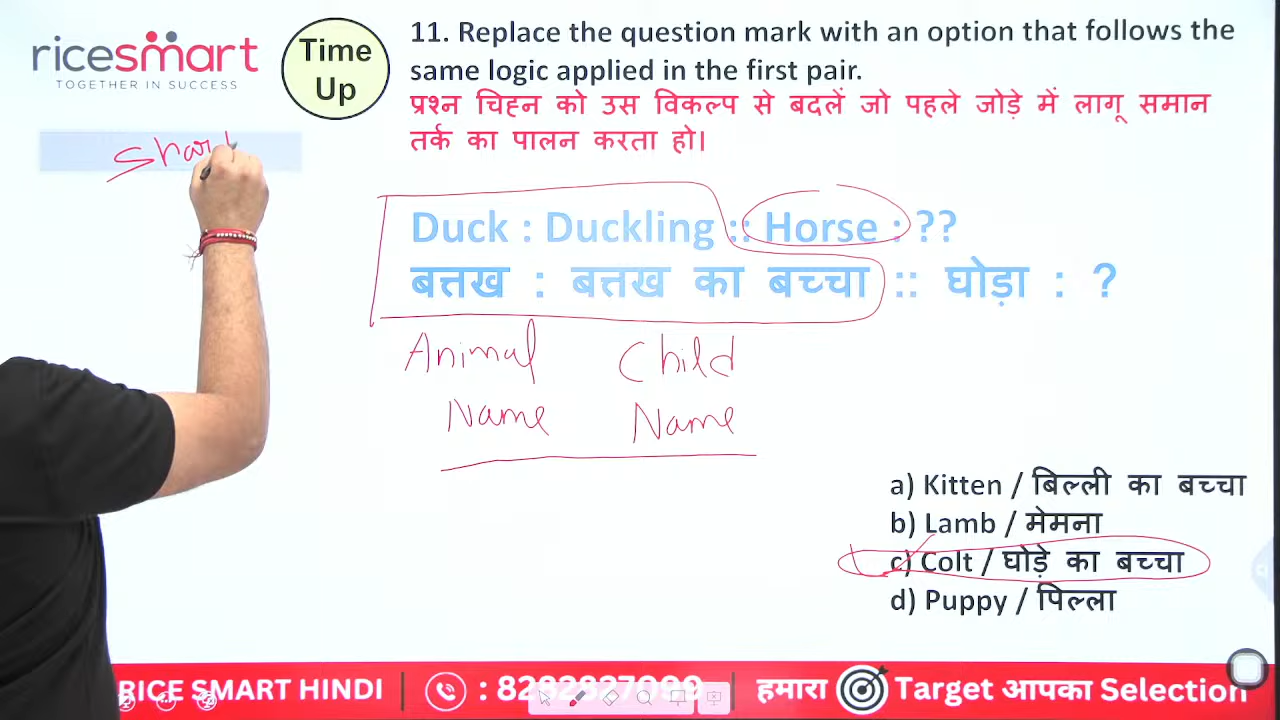 ricesmart
TOGETHER IN SUCCESS
Time
Up
11. Replace the question mark with an option that follows the
same logic applied in the first pair.
प्रश्न चिह्न को उस विकल्प से बदलें जो पहले जोड़े में लागू समान
तर्क का पालन करता हो।
Duck : Duckling :: Horse : ??
बत्तख : बत्तख का बच्चा :: घोड़ा : ?
Animal Child
Name Name
a) Kitten / बिल्ली का बच्चा
b) Lamb / मेमना
c) Colt / घोड़े का बच्चा
d) Puppy / पिल्ला
RICE SMART HINDI : 8282827099 हमारा Target आपका Selection